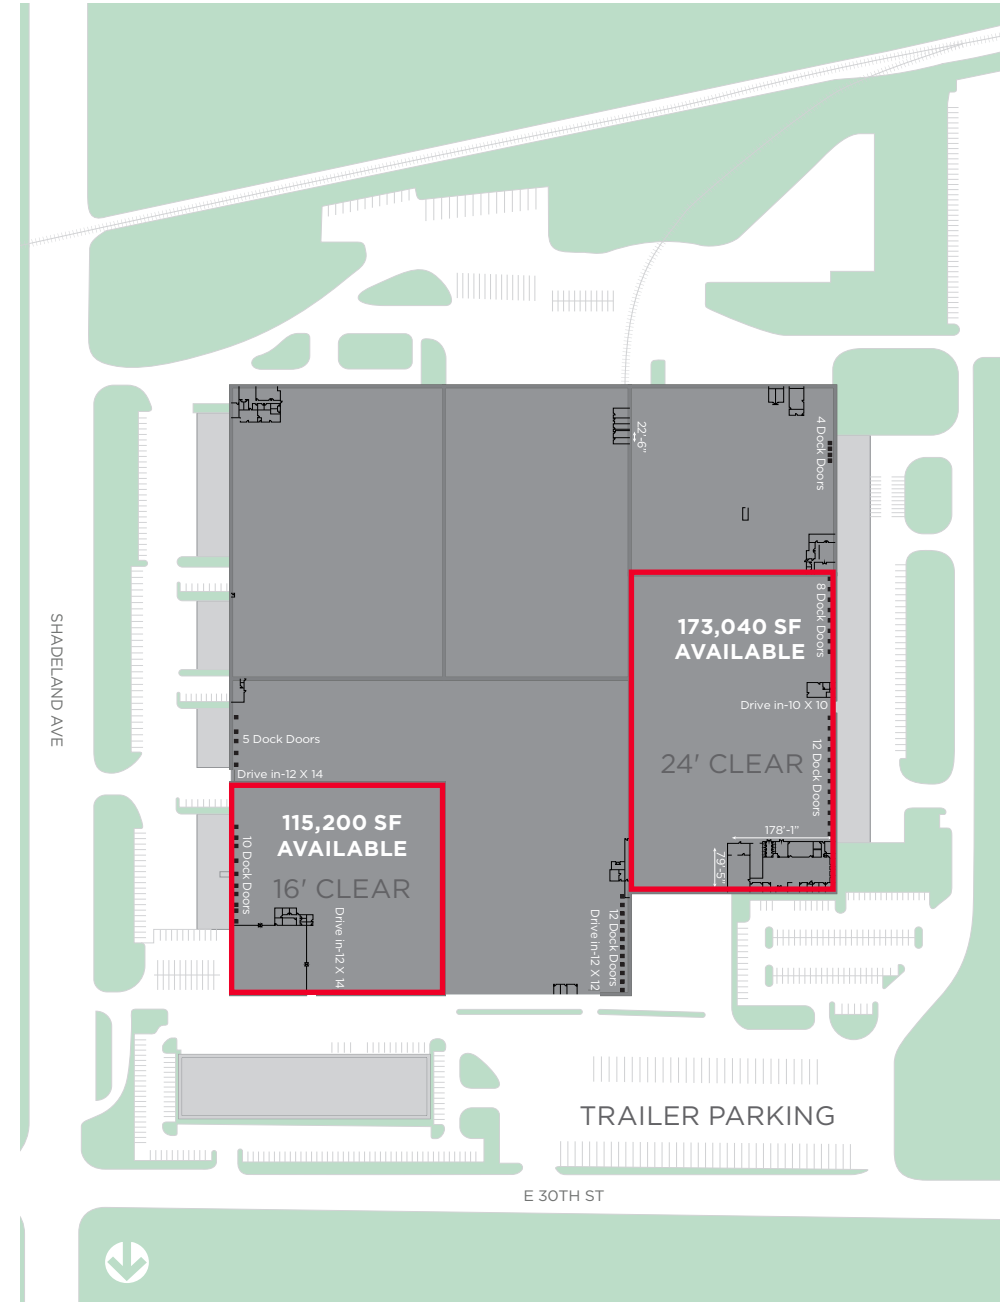 22'-6"
4 Dock Doors
8 Dock Doors
173,040 SF
AVAILABLE
Drive in-10 X 10
24' CLEAR
12 Dock Doors
178'-1"
79'-5"
SHADELAND AVE
5 Dock Doors
Drive in-12 X 14
115,200 SF
AVAILABLE
16' CLEAR
10 Dock Doors
Drive in-12 X 14
Drive in-12 X 12
12 Dock Doors
TRAILER PARKING
E 30TH ST